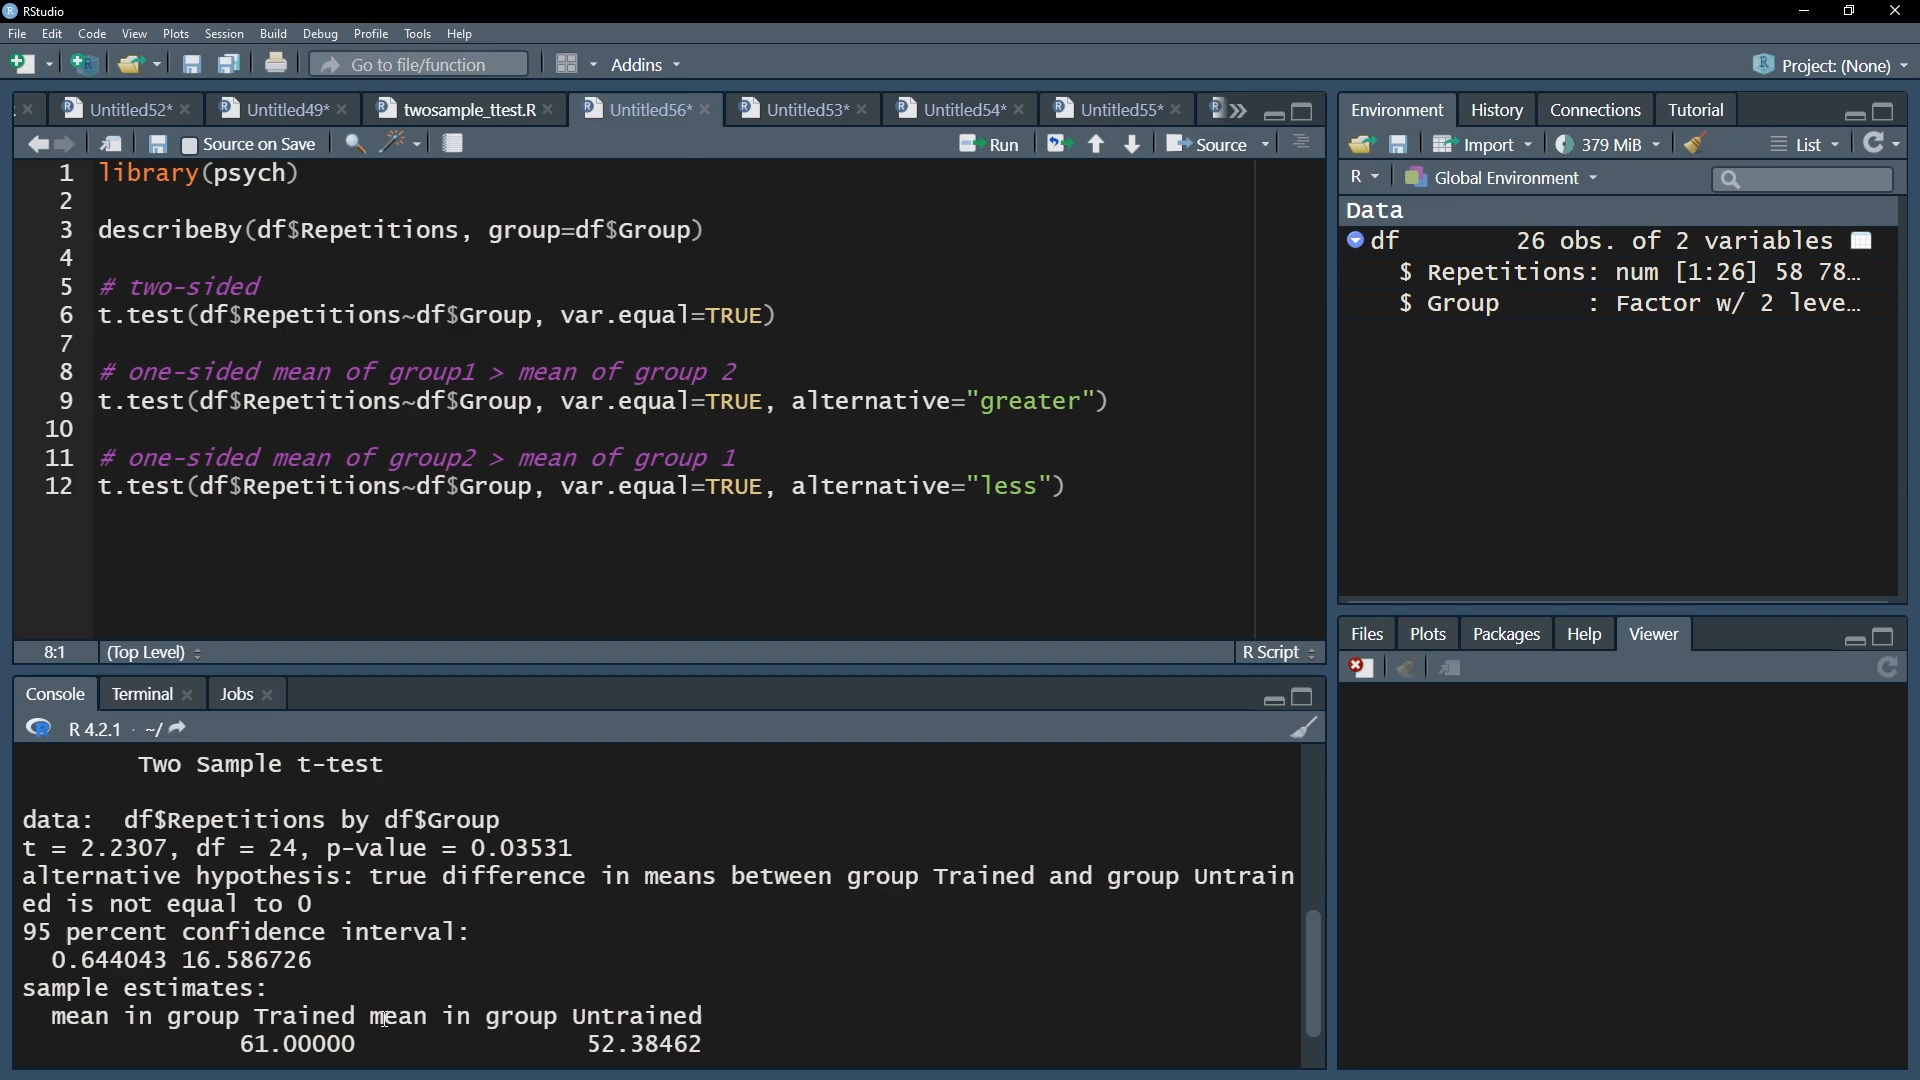 RStudio
File Edit Code View Plots Session Build Debug Profile Tools Help
Go to file/function Addins Project: (None)
Untitled52* Untitled49* twosample_ttest.R Untitled56* Untitled53* Untitled54* Untitled55*
Source on Save Run Source
1 library(psych)
2
3 describeBy(df$Repetitions, group=df$Group)
4
5 # two-sided
6 t.test(df$Repetitions~df$Group, var.equal=TRUE)
7
8 # one-sided mean of group1 > mean of group 2
9 t.test(df$Repetitions~df$Group, var.equal=TRUE, alternative="greater")
10
11 # one-sided mean of group2 > mean of group 1
12 t.test(df$Repetitions~df$Group, var.equal=TRUE, alternative="less")
8:1 (Top Level) R Script
Console Terminal Jobs
R 4.2.1 · ~/
Two Sample t-test
data: df$Repetitions by df$Group
t = 2.2307, df = 24, p-value = 0.03531
alternative hypothesis: true difference in means between group Trained and group Untrain
ed is not equal to 0
95 percent confidence interval:
0.644043 16.586726
sample estimates:
mean in group Trained mean in group Untrained
61.00000 52.38462
Environment History Connections Tutorial
Import 379 MiB List
R Global Environment
Data
df 26 obs. of 2 variables
$ Repetitions: num [1:26] 58 78…
$ Group : Factor w/ 2 leve…
Files Plots Packages Help Viewer